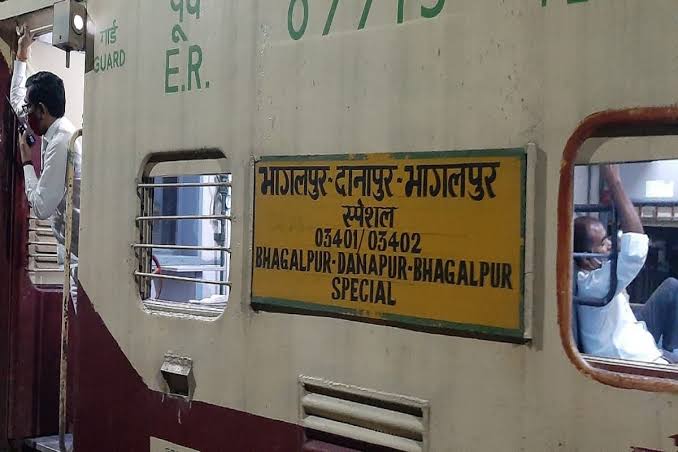 गार्ड
GUARD
पूर्व
E.R.
भागलपुर-दानापुर-भागलपुर
स्पेशल
03401/03402
BHAGALPUR-DANAPUR-BHAGALPUR
SPECIAL